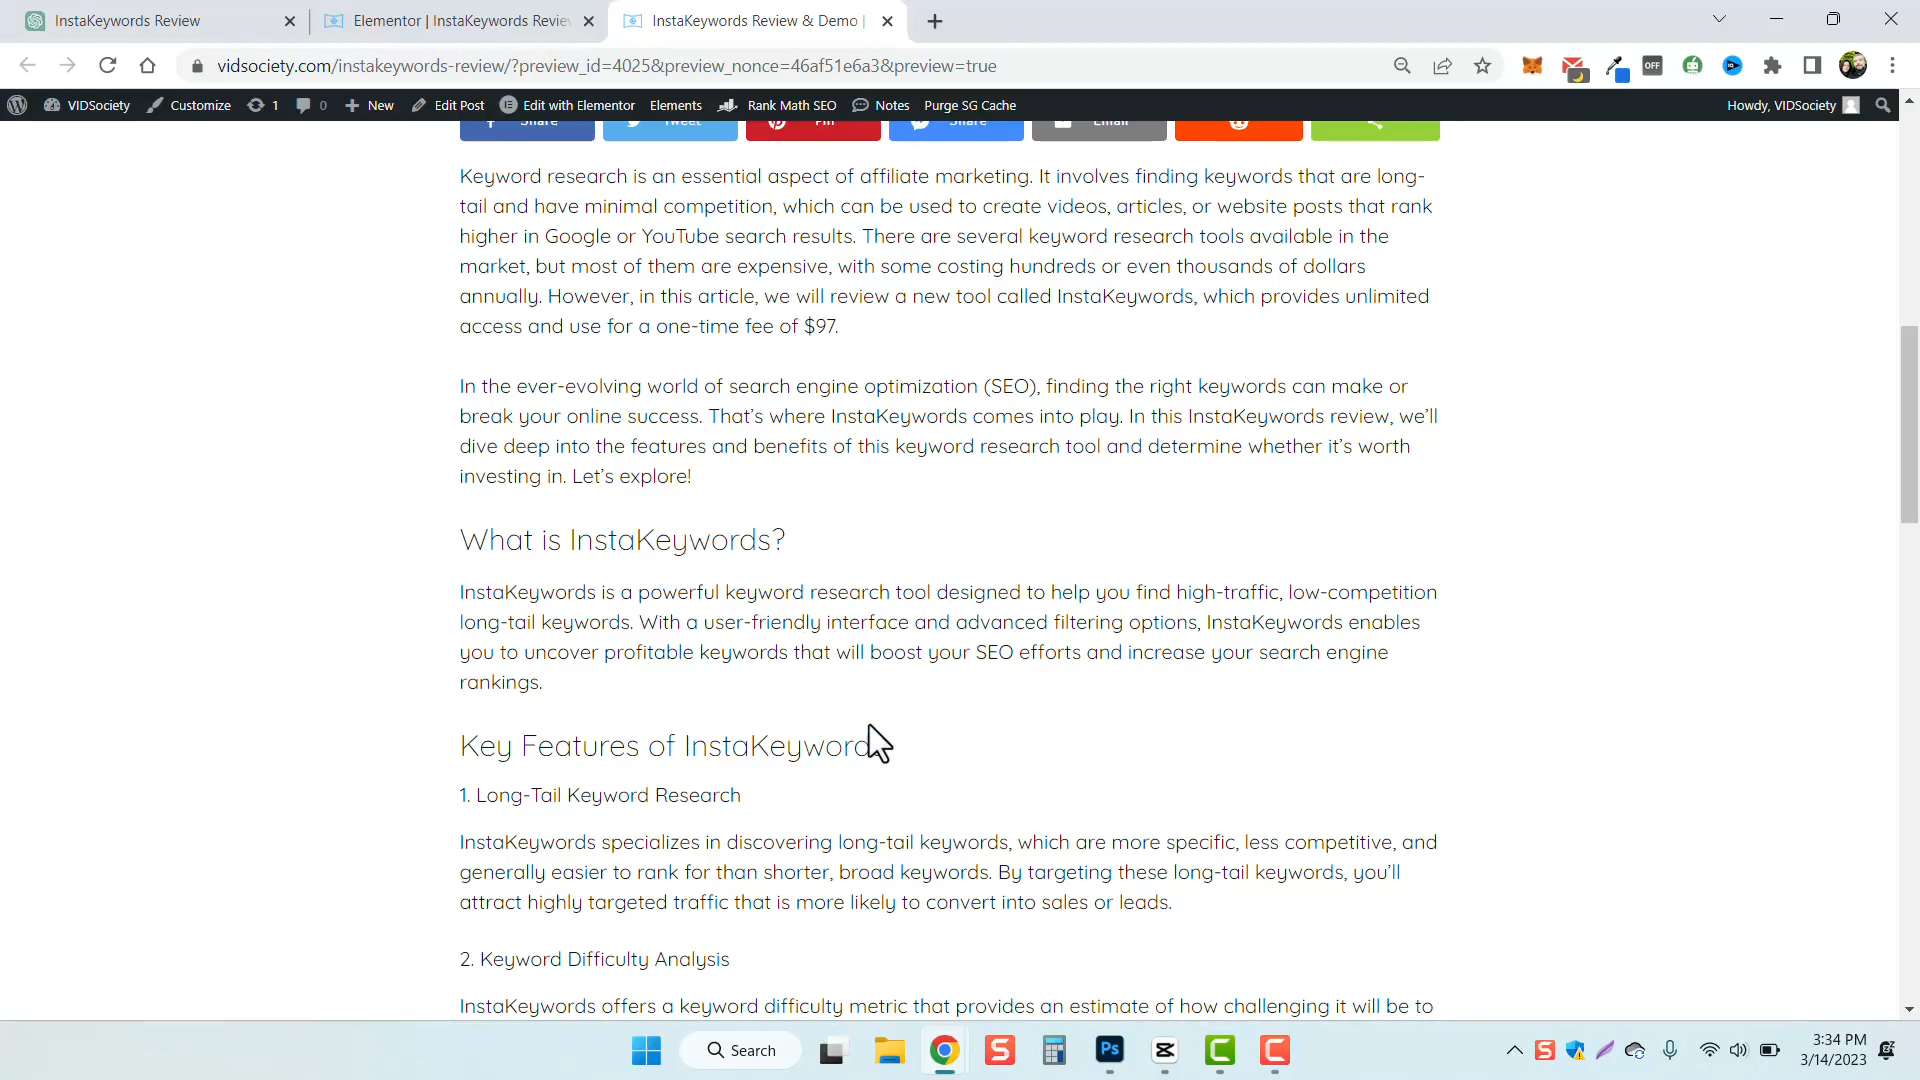 InstaKeywords Review
Elementor | InstaKeywords Revie
InstaKeywords Review & Demo |
vidsociety.com/instakeywords-review/?preview_id=4025&preview_nonce=46af51e6a3&preview=true
OFF
VIDSociety
Customize
1
0
New
Edit Post
Edit with Elementor
Elements
Rank Math SEO
Notes
Purge SG Cache
Howdy, VIDSociety
Share
Tweet
Pin
Share
Email
Keyword research is an essential aspect of affiliate marketing. It involves finding keywords that are long-
tail and have minimal competition, which can be used to create videos, articles, or website posts that rank
higher in Google or YouTube search results. There are several keyword research tools available in the
market, but most of them are expensive, with some costing hundreds or even thousands of dollars
annually. However, in this article, we will review a new tool called InstaKeywords, which provides unlimited
access and use for a one-time fee of $97.
In the ever-evolving world of search engine optimization (SEO), finding the right keywords can make or
break your online success. That's where InstaKeywords comes into play. In this InstaKeywords review, we'll
dive deep into the features and benefits of this keyword research tool and determine whether it's worth
investing in. Let's explore!
What is InstaKeywords?
InstaKeywords is a powerful keyword research tool designed to help you find high-traffic, low-competition
long-tail keywords. With a user-friendly interface and advanced filtering options, InstaKeywords enables
you to uncover profitable keywords that will boost your SEO efforts and increase your search engine
rankings.
Key Features of InstaKeywords
1. Long-Tail Keyword Research
InstaKeywords specializes in discovering long-tail keywords, which are more specific, less competitive, and
generally easier to rank for than shorter, broad keywords. By targeting these long-tail keywords, you'll
attract highly targeted traffic that is more likely to convert into sales or leads.
2. Keyword Difficulty Analysis
InstaKeywords offers a keyword difficulty metric that provides an estimate of how challenging it will be to
Search
Ps
3:34 PM
3/14/2023